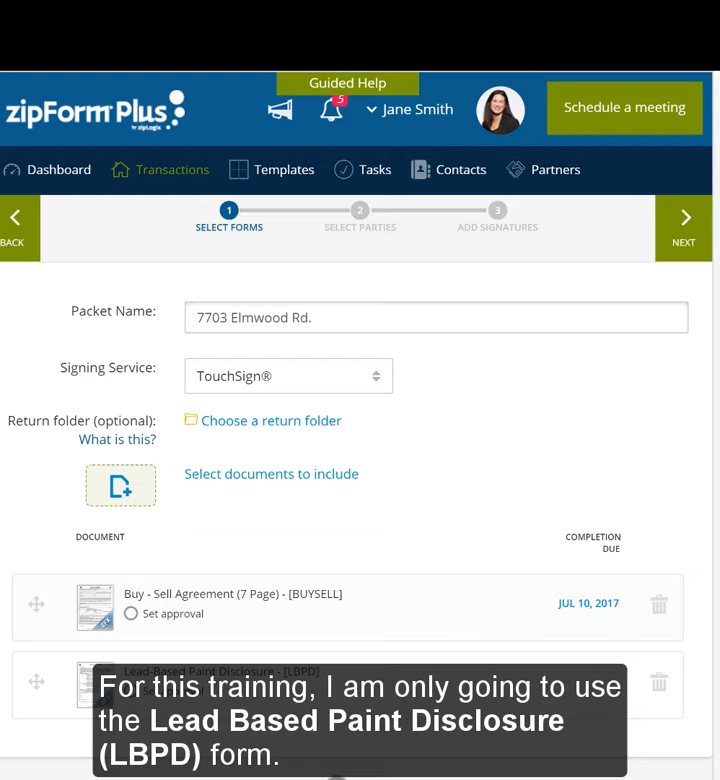 Guided Help
zipForm Plus
by zipLogix
5
Jane Smith
Schedule a meeting
Dashboard
Transactions
Templates
Tasks
Contacts
Partners
BACK
1
2
3
SELECT FORMS
SELECT PARTIES
ADD SIGNATURES
NEXT
Packet Name:
7703 Elmwood Rd.
Signing Service:
TouchSign®
Return folder (optional):
Choose a return folder
What is this?
Select documents to include
DOCUMENT
COMPLETION
DUE
Buy - Sell Agreement (7 Page) - [BUYSELL]
Set approval
JUL 10, 2017
Lead-Based Paint Disclosure - [LBPD]
For this training, I am only going to use
the Lead Based Paint Disclosure
(LBPD) form.